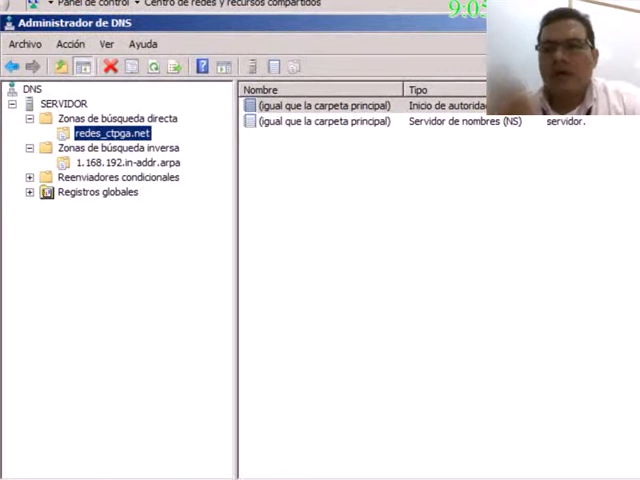 Panel de control
Centro de redes y recursos compartidos
9:05
Administrador de DNS
Archivo Acción Ver Ayuda
DNS
SERVIDOR
Zonas de búsqueda directa
redes_ctpga.net
Zonas de búsqueda inversa
1.168.192.in-addr.arpa
Reenviadores condicionales
Registros globales
Nombre Tipo
(igual que la carpeta principal) Inicio de autorida
(igual que la carpeta principal) Servidor de nombres (NS) servidor.